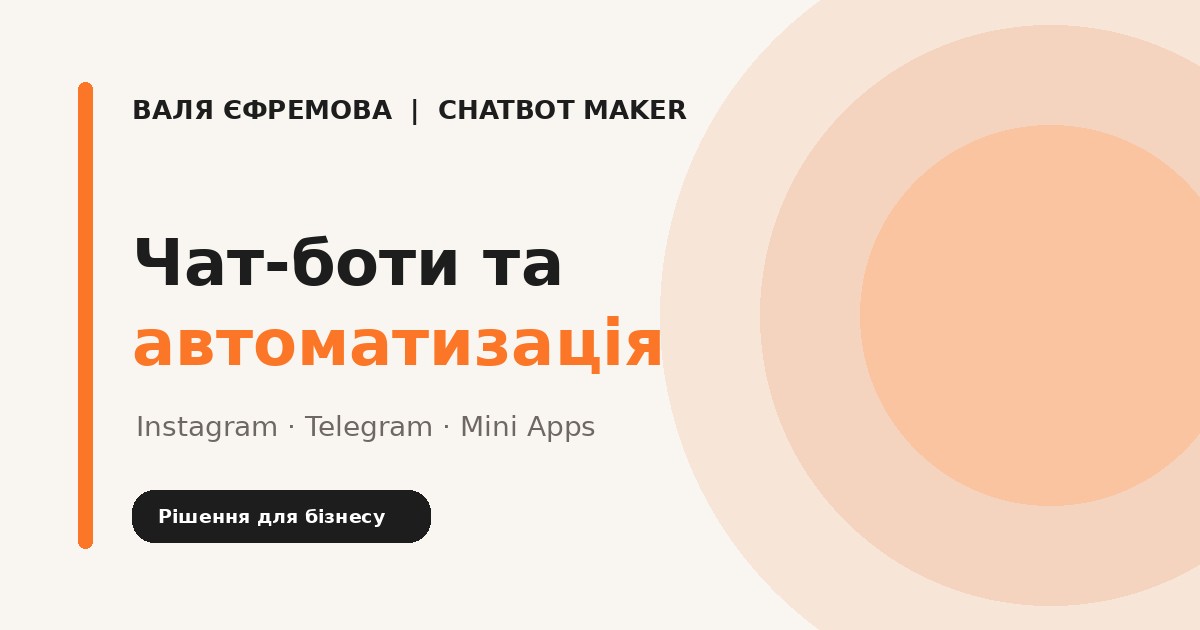 ВАЛЯ ЄФРЕМОВА | CHATBOT MAKER
Чат-боти та
автоматизація
Instagram · Telegram · Mini Apps
Рішення для бізнесу